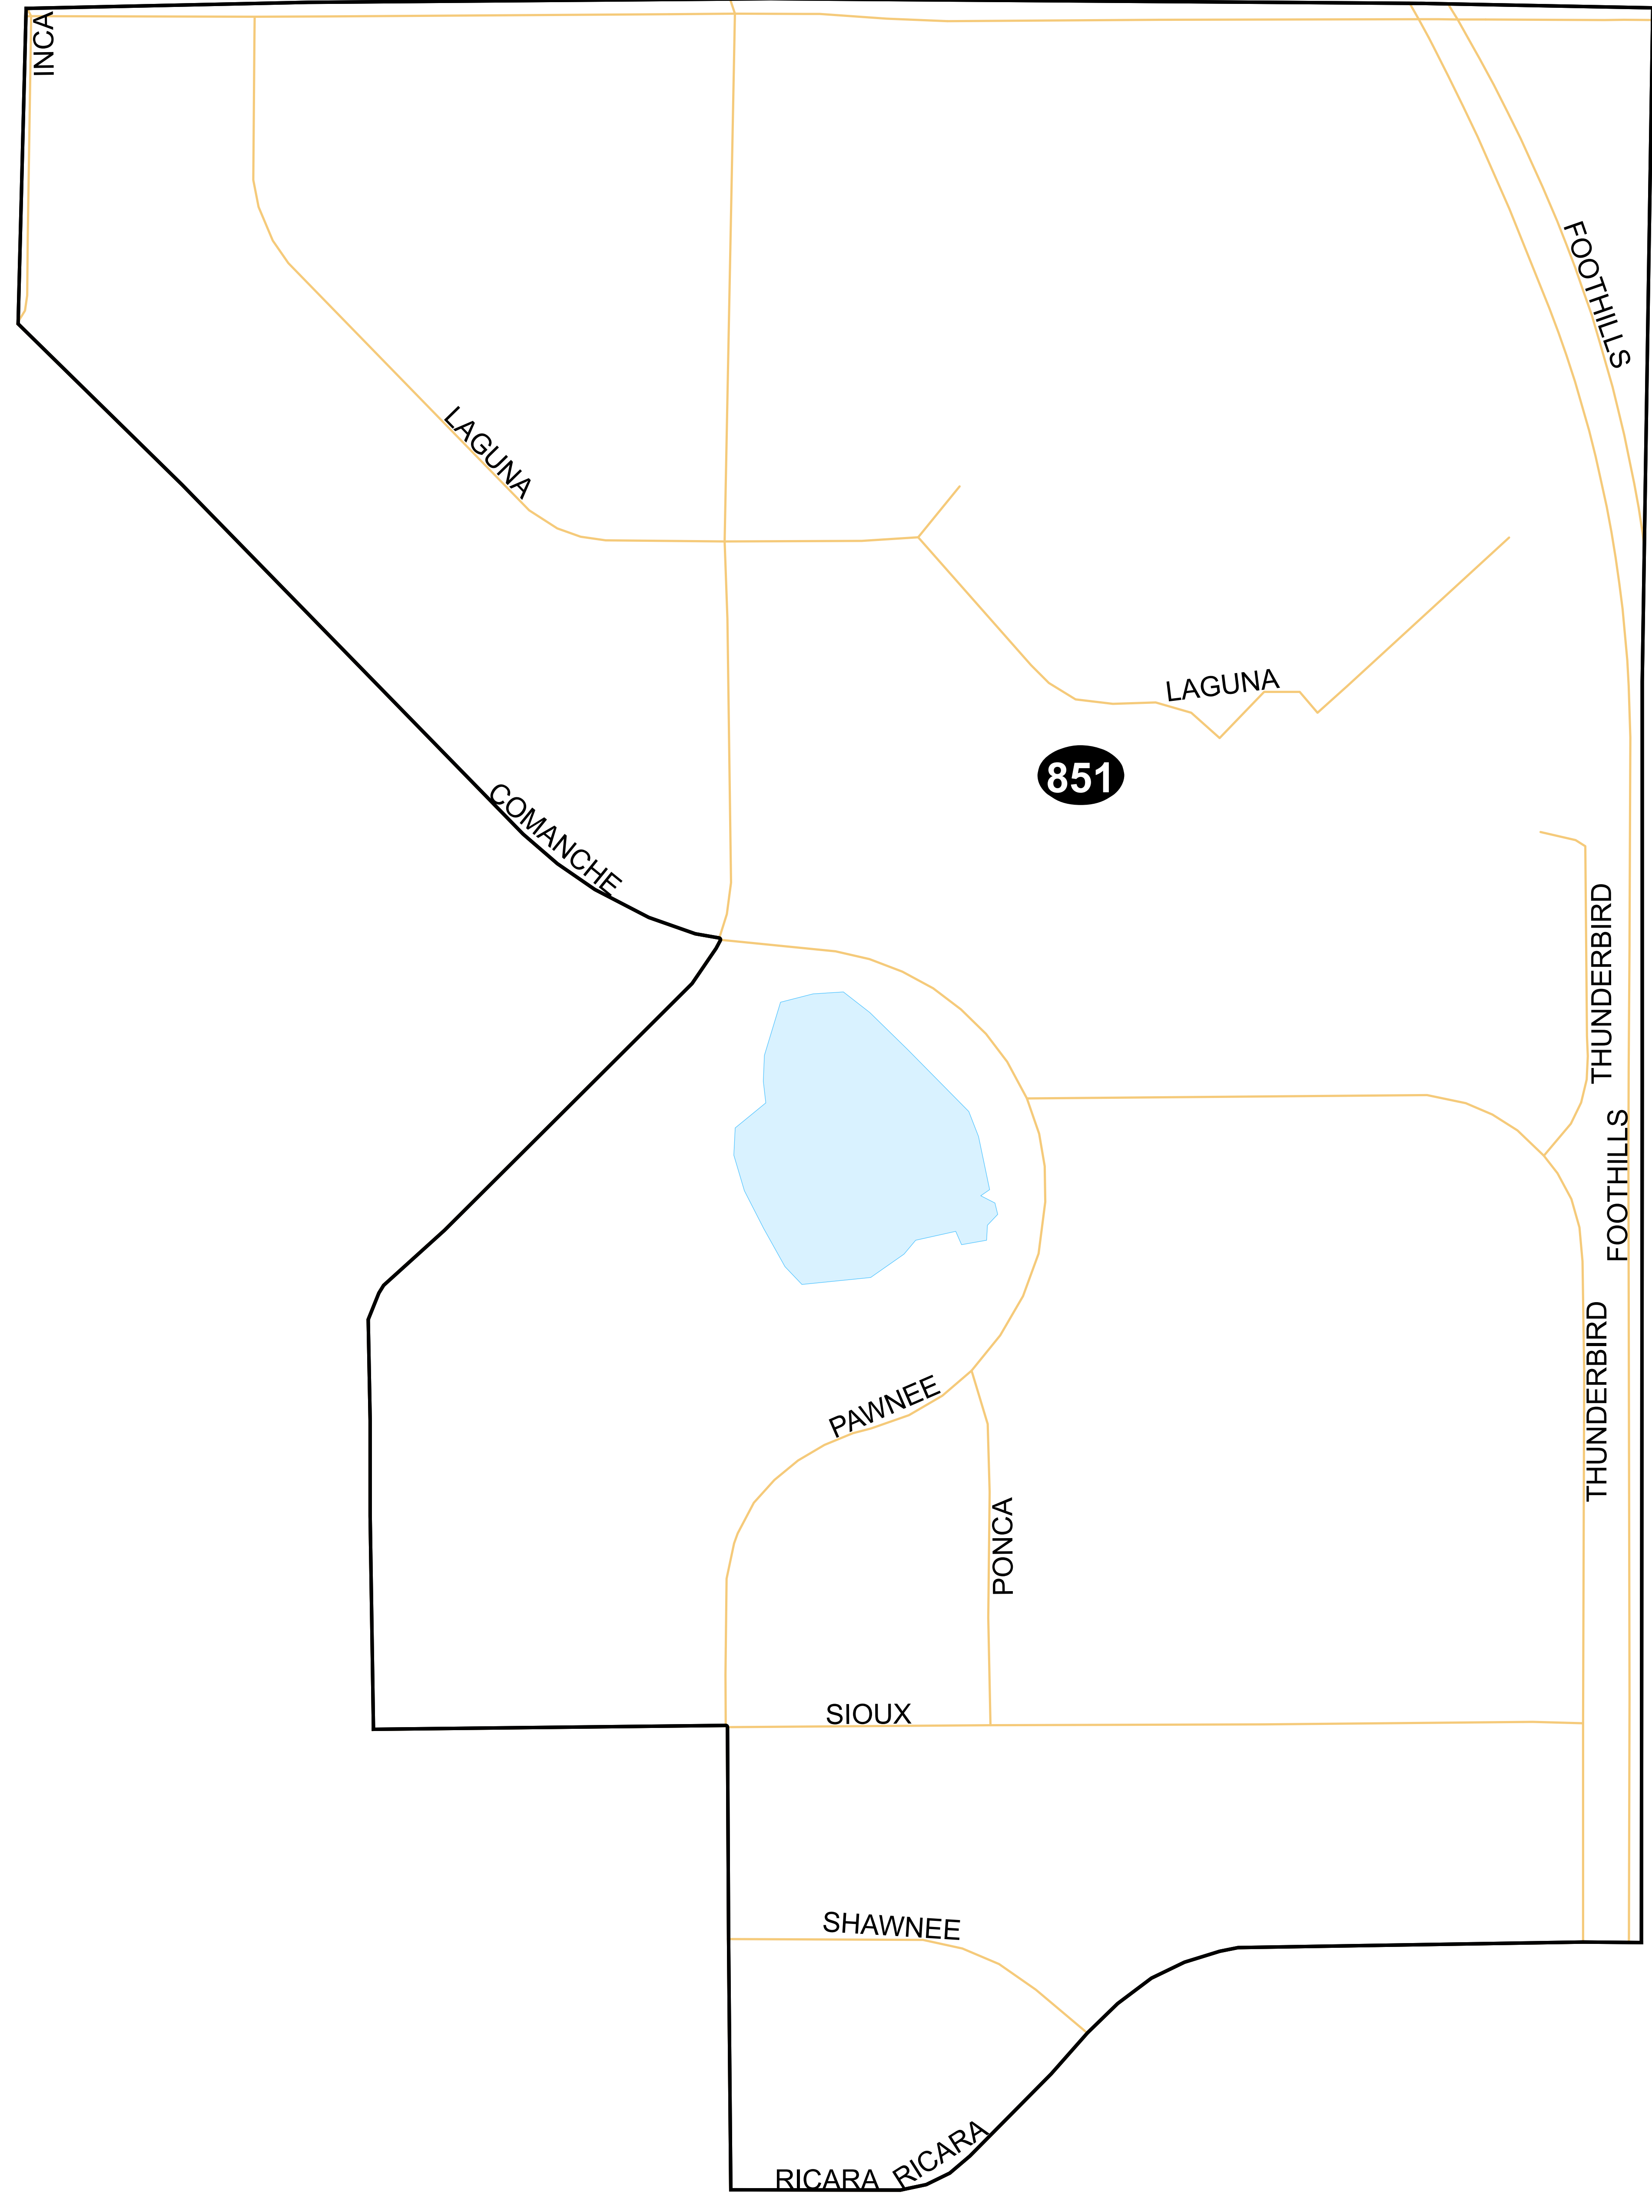 INCA
FOOTHILLS
LAGUNA
LAGUNA
851
COMANCHE
THUNDERBIRD
FOOTHILLS
THUNDERBIRD
PAWNEE
PONCA
SIOUX
SHAWNEE
RICARA
RICARA